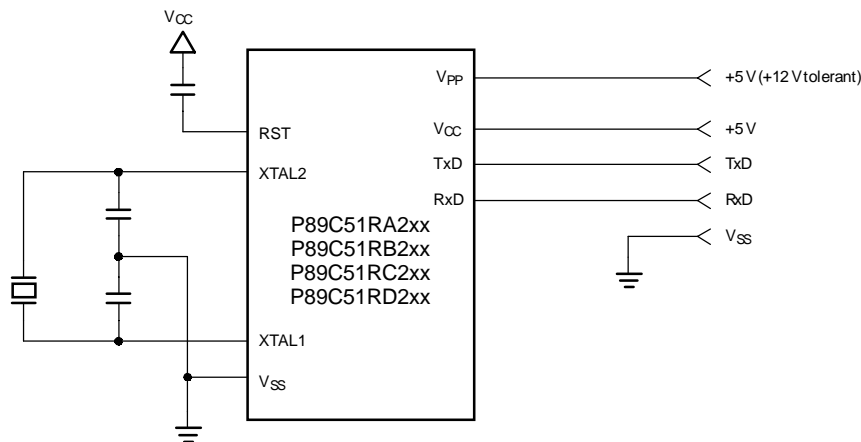 VCC
VPP
+5 V (+12 V tolerant)
RST
VCC
+5 V
TxD
TxD
XTAL2
RxD
RxD
P89C51RA2xx
P89C51RB2xx
P89C51RC2xx
P89C51RD2xx
VSS
XTAL1
VSS